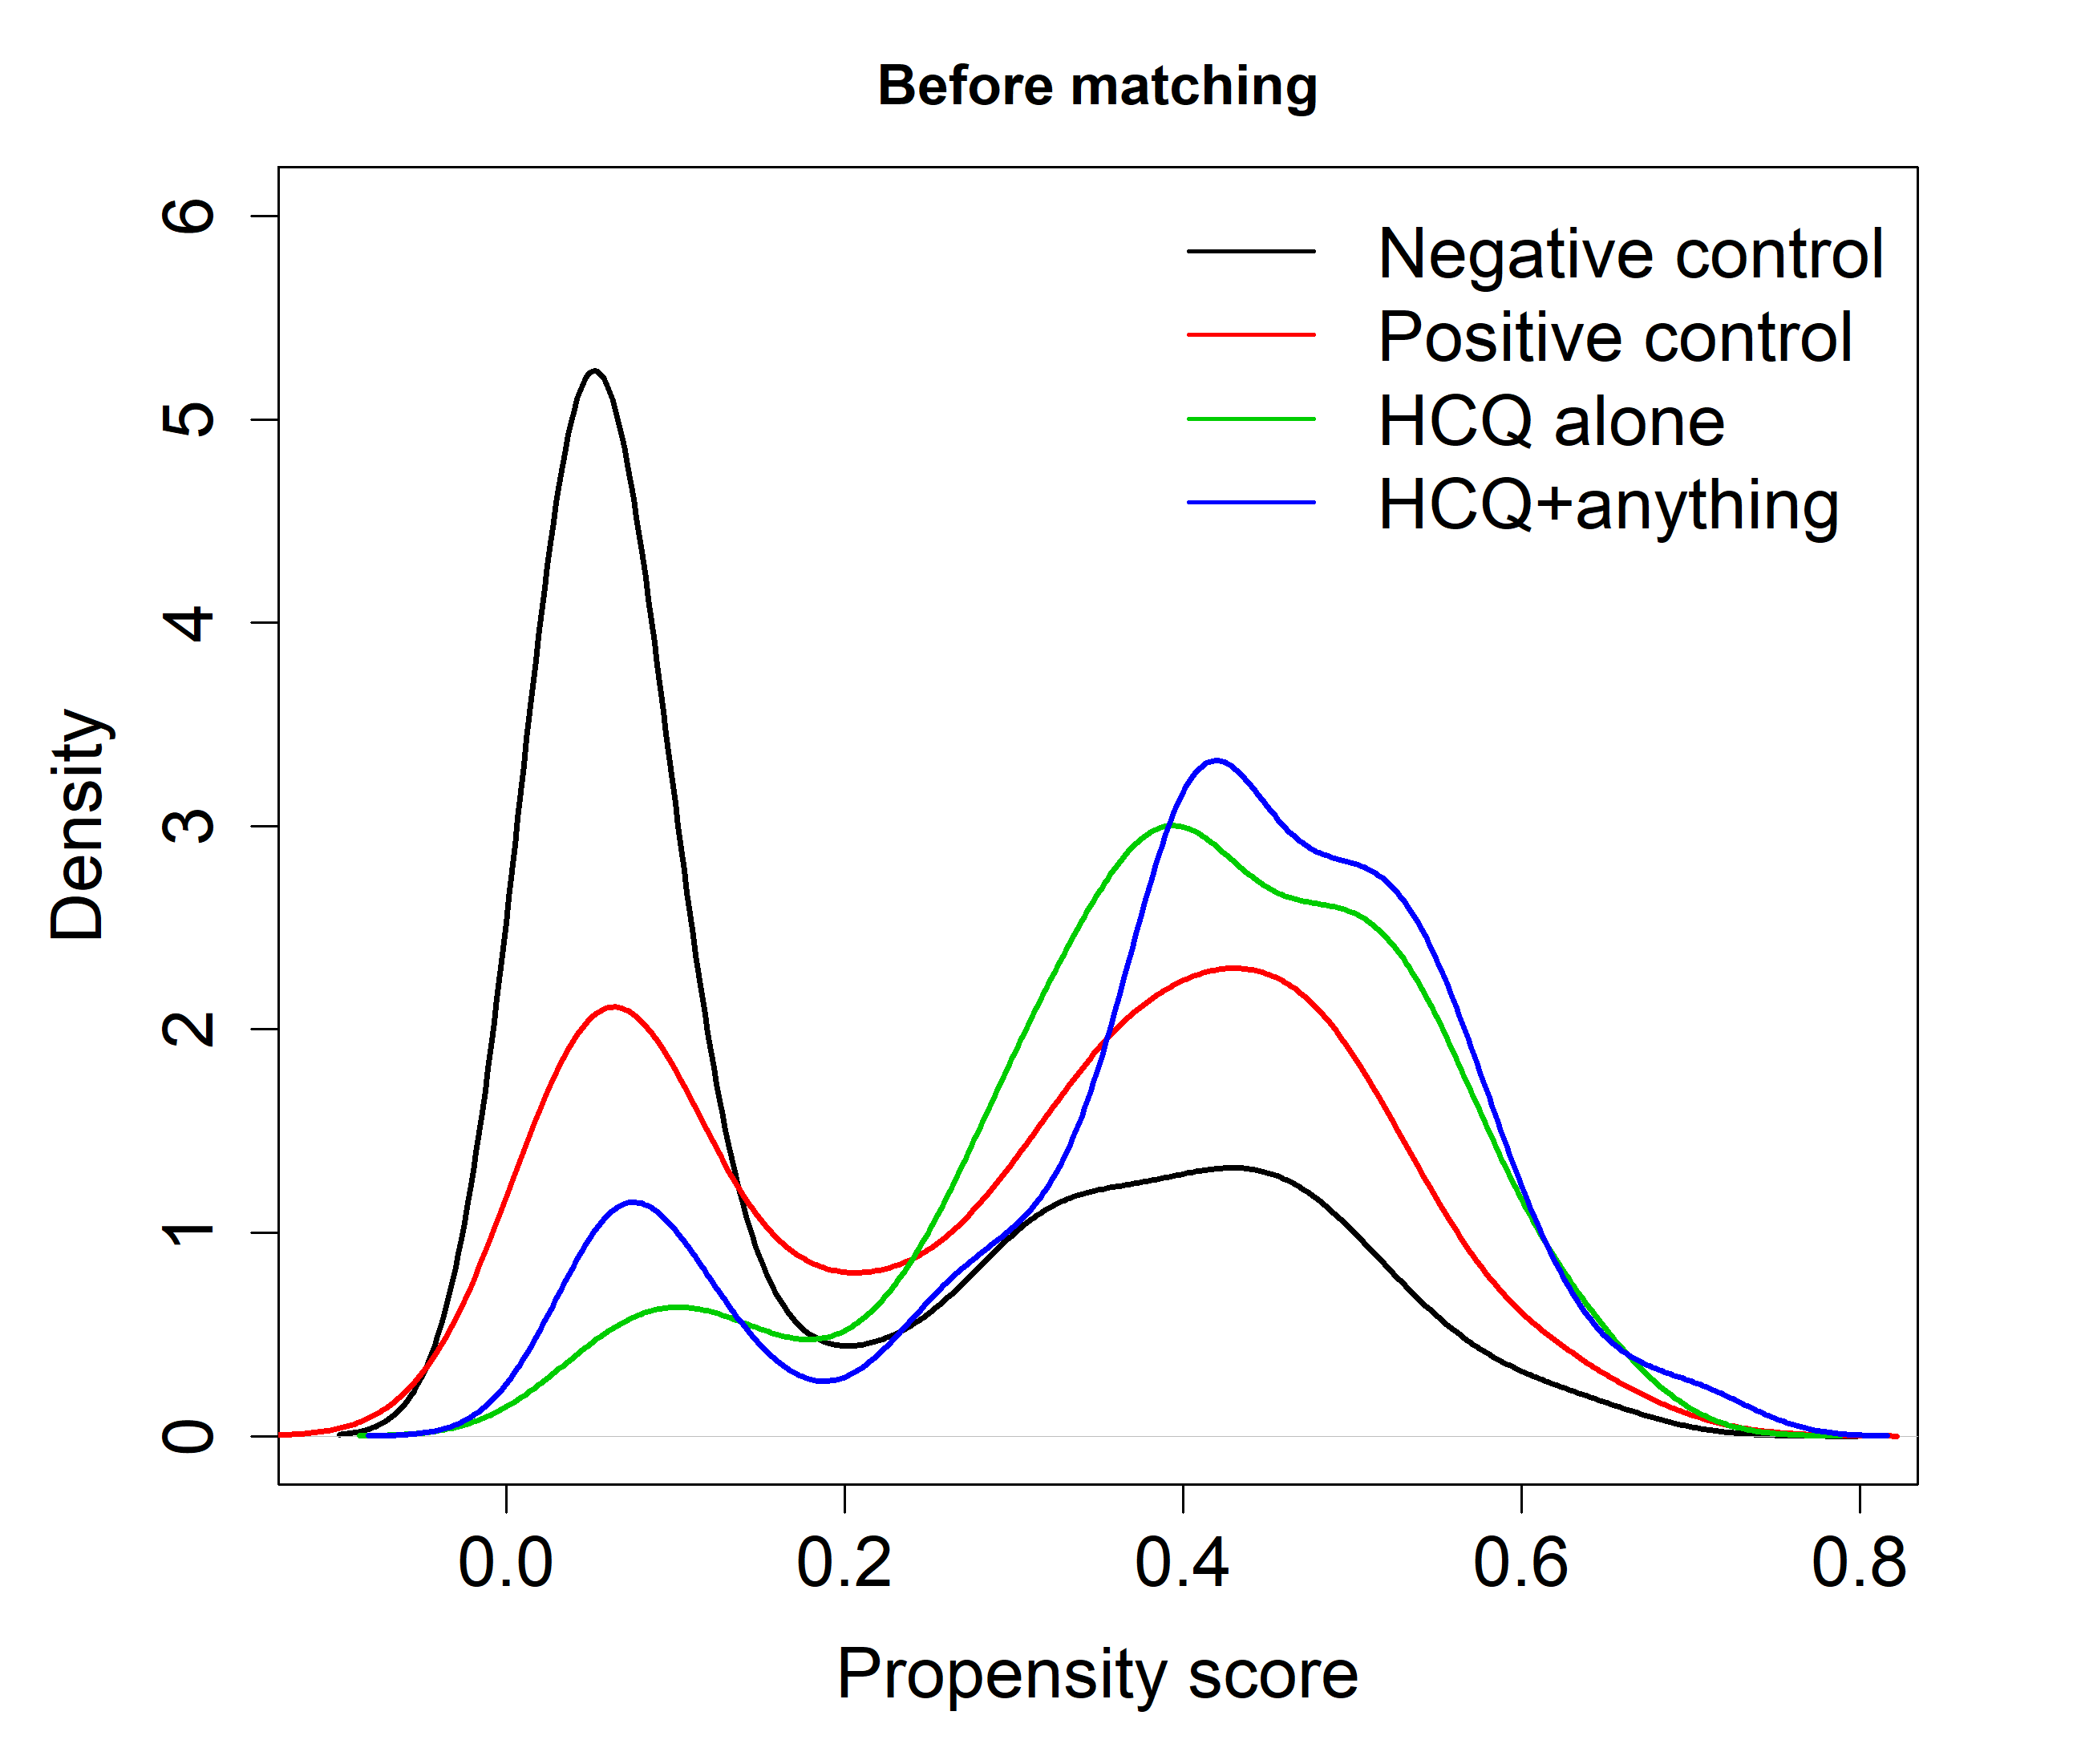 Before matching
Negative control
Positive control
HCQ alone
HCQ+anything
6
5
4
3
2
1
0
Density
0.0 0.2 0.4 0.6 0.8
Propensity score